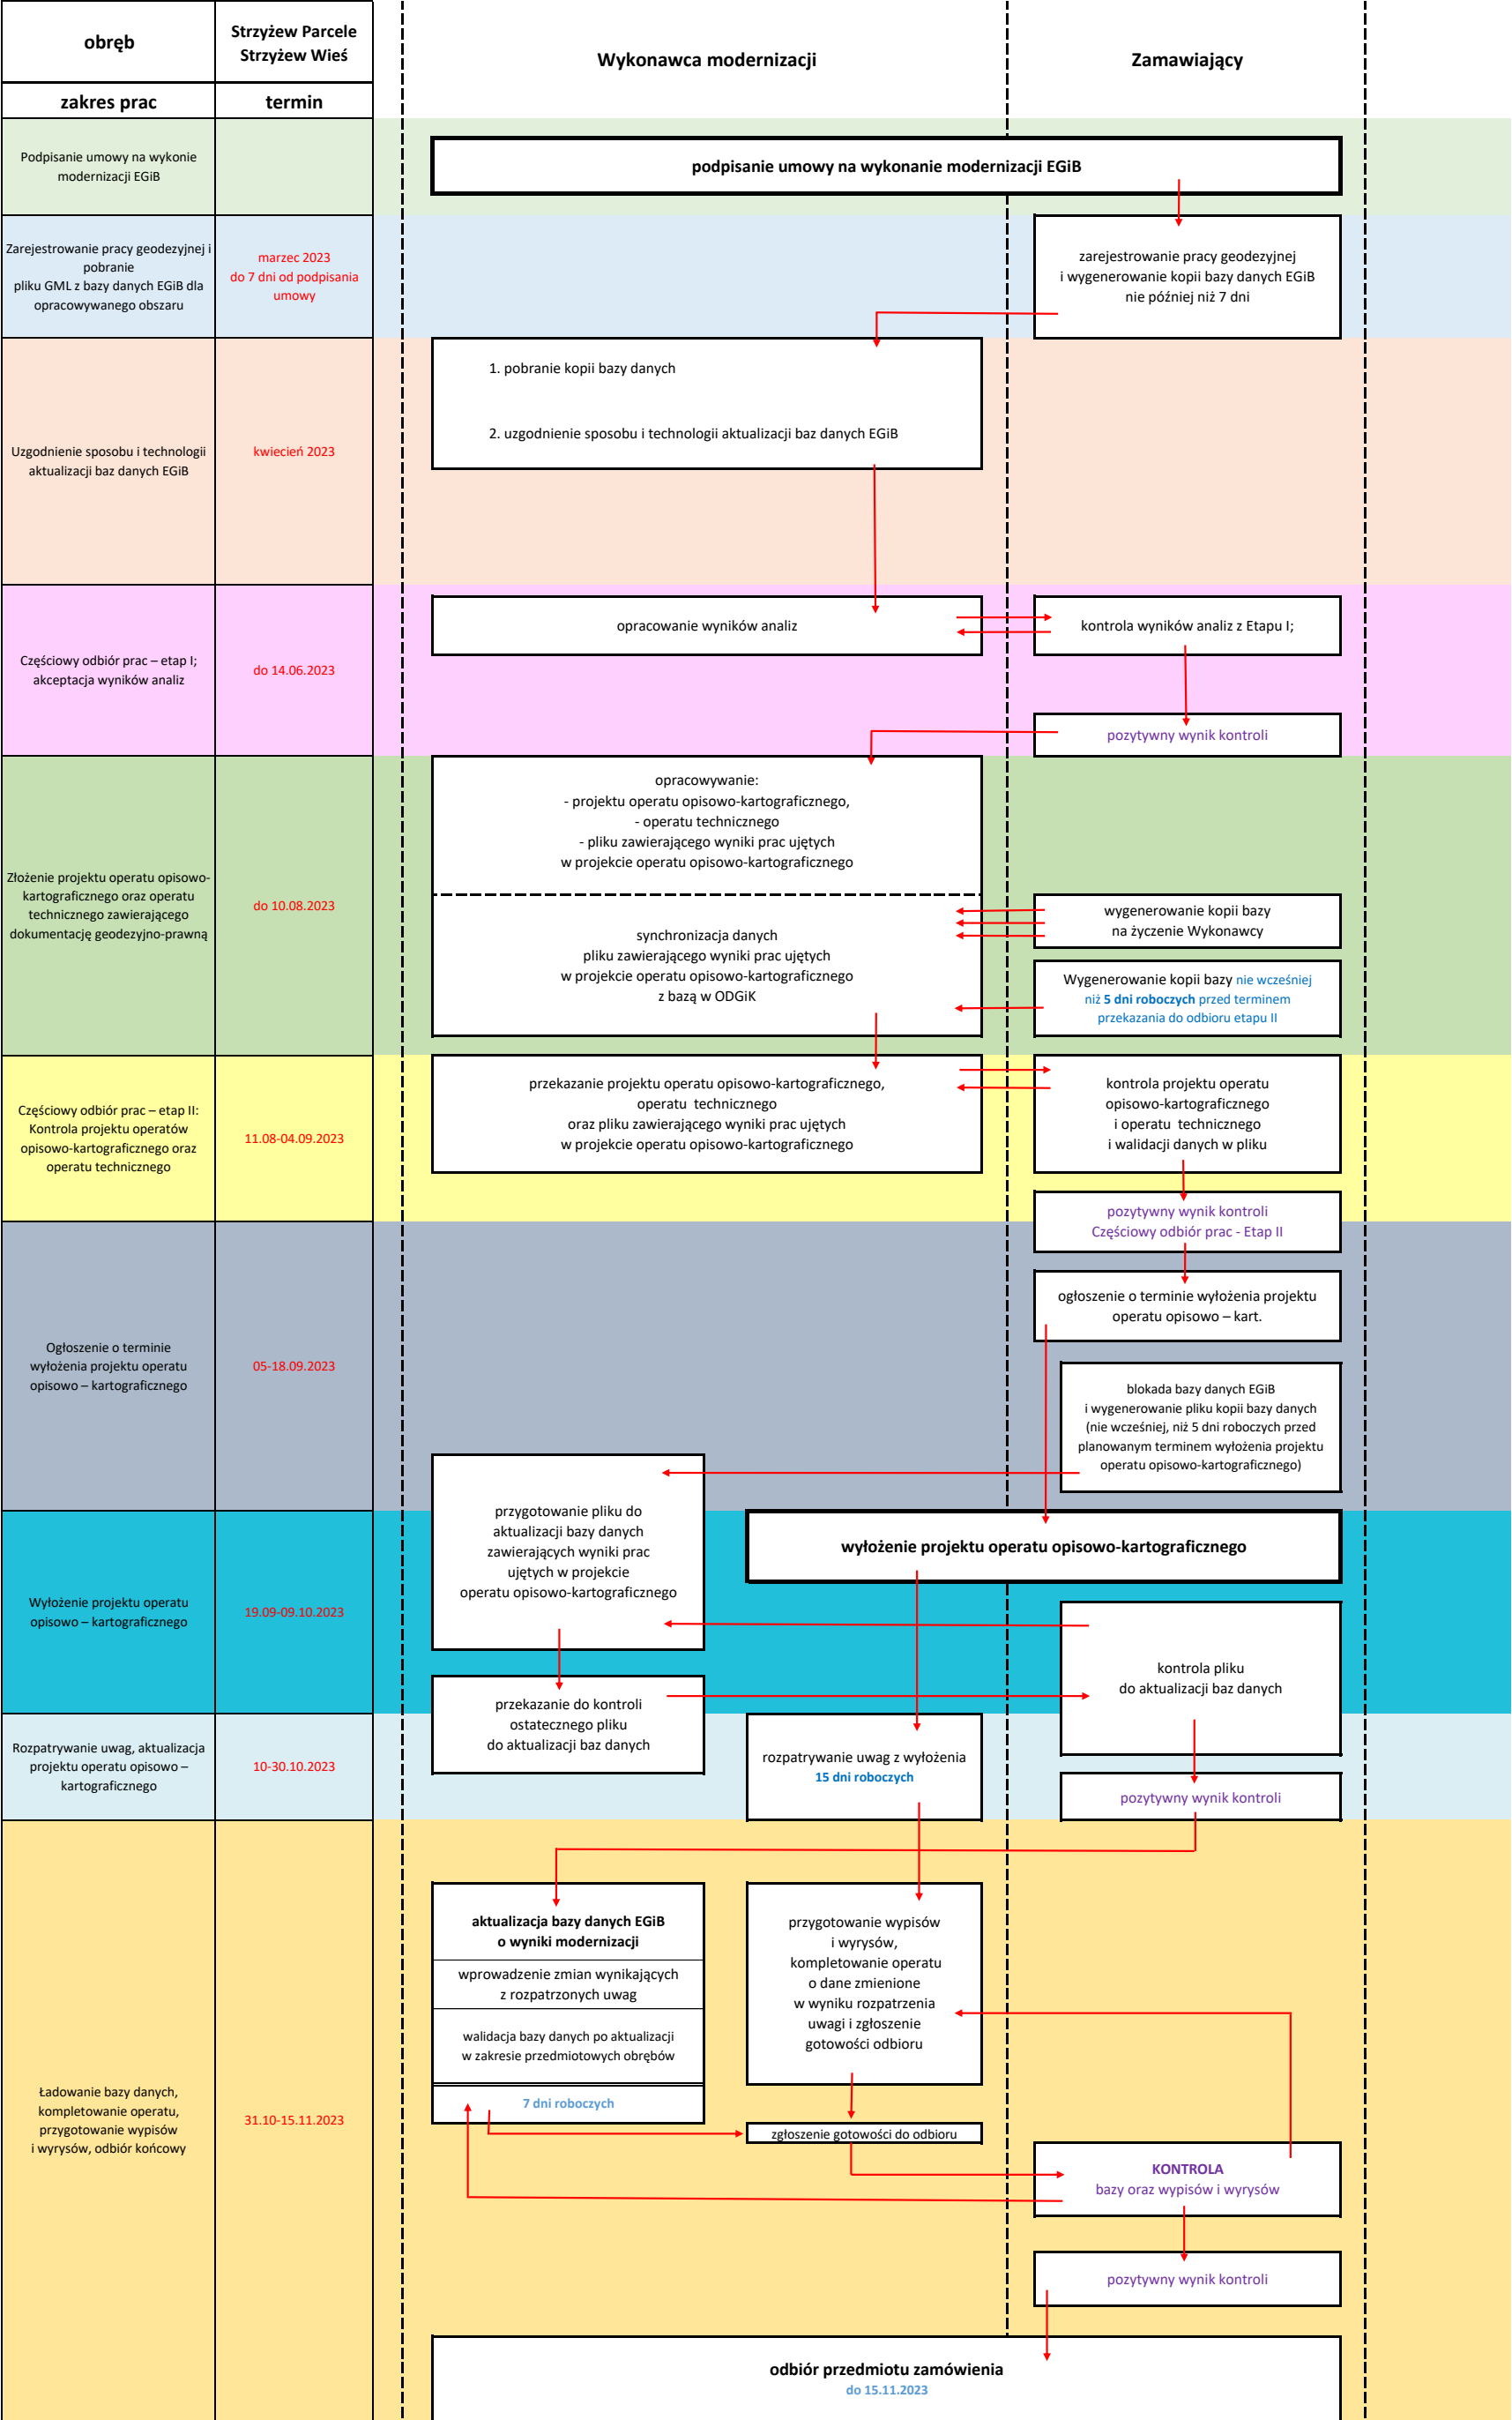 obręb
Strzyżew Parcele
Strzyżew Wieś
Wykonawca modernizacji
Zamawiający
zakres prac
termin
Podpisanie umowy na wykonie
modernizacji EGiB
podpisanie umowy na wykonanie modernizacji EGiB
Zarejestrowanie pracy geodezyjnej i
pobranie
pliku GML z bazy danych EGiB dla
opracowywanego obszaru
marzec 2023
do 7 dni od podpisania
umowy
zarejestrowanie pracy geodezyjnej
i wygenerowanie kopii bazy danych EGiB
nie później niż 7 dni
Uzgodnienie sposobu i technologii
aktualizacji baz danych EGiB
kwiecień 2023
1. pobranie kopii bazy danych
2. uzgodnienie sposobu i technologii aktualizacji baz danych EGiB
Częściowy odbiór prac – etap I;
akceptacja wyników analiz
do 14.06.2023
opracowanie wyników analiz
kontrola wyników analiz z Etapu I;
pozytywny wynik kontroli
Złożenie projektu operatu opisowo-
kartograficznego oraz operatu
technicznego zawierającego
dokumentację geodezyjno-prawną
do 10.08.2023
opracowywanie:
- projektu operatu opisowo-kartograficznego,
- operatu technicznego
- pliku zawierającego wyniki prac ujętych
w projekcie operatu opisowo-kartograficznego
synchronizacja danych
pliku zawierającego wyniki prac ujętych
w projekcie operatu opisowo-kartograficznego
z bazą w ODGiK
wygenerowanie kopii bazy
na życzenie Wykonawcy
Wygenerowanie kopii bazy nie wcześniej
niż 5 dni roboczych przed terminem
przekazania do odbioru etapu II
Częściowy odbiór prac – etap II:
Kontrola projektu operatów
opisowo-kartograficznego oraz
operatu technicznego
11.08-04.09.2023
przekazanie projektu operatu opisowo-kartograficznego,
operatu technicznego
oraz pliku zawierającego wyniki prac ujętych
w projekcie operatu opisowo-kartograficznego
kontrola projektu operatu
opisowo-kartograficznego
i operatu technicznego
i walidacji danych w pliku
pozytywny wynik kontroli
Częściowy odbiór prac - Etap II
Ogłoszenie o terminie
wyłożenia projektu operatu
opisowo – kartograficznego
05-18.09.2023
ogłoszenie o terminie wyłożenia projektu
operatu opisowo – kart.
blokada bazy danych EGiB
i wygenerowanie pliku kopii bazy danych
(nie wcześniej, niż 5 dni roboczych przed
planowanym terminem wyłożenia projektu
operatu opisowo-kartograficznego)
przygotowanie pliku do
aktualizacji bazy danych
zawierających wyniki prac
ujętych w projekcie
operatu opisowo-kartograficznego
wyłożenie projektu operatu opisowo-kartograficznego
Wyłożenie projektu operatu
opisowo – kartograficznego
19.09-09.10.2023
kontrola pliku
do aktualizacji baz danych
przekazanie do kontroli
ostatecznego pliku
do aktualizacji baz danych
Rozpatrywanie uwag, aktualizacja
projektu operatu opisowo –
kartograficznego
10-30.10.2023
rozpatrywanie uwag z wyłożenia
15 dni roboczych
pozytywny wynik kontroli
Ładowanie bazy danych,
kompletowanie operatu,
przygotowanie wypisów
i wyrysów, odbiór końcowy
31.10-15.11.2023
aktualizacja bazy danych EGiB
o wyniki modernizacji
wprowadzenie zmian wynikających
z rozpatrzonych uwag
walidacja bazy danych po aktualizacji
w zakresie przedmiotowych obrębów
7 dni roboczych
przygotowanie wypisów
i wyrysów,
kompletowanie operatu
o dane zmienione
w wyniku rozpatrzenia
uwagi i zgłoszenie
gotowości odbioru
zgłoszenie gotowości do odbioru
KONTROLA
bazy oraz wypisów i wyrysów
pozytywny wynik kontroli
odbiór przedmiotu zamówienia
do 15.11.2023